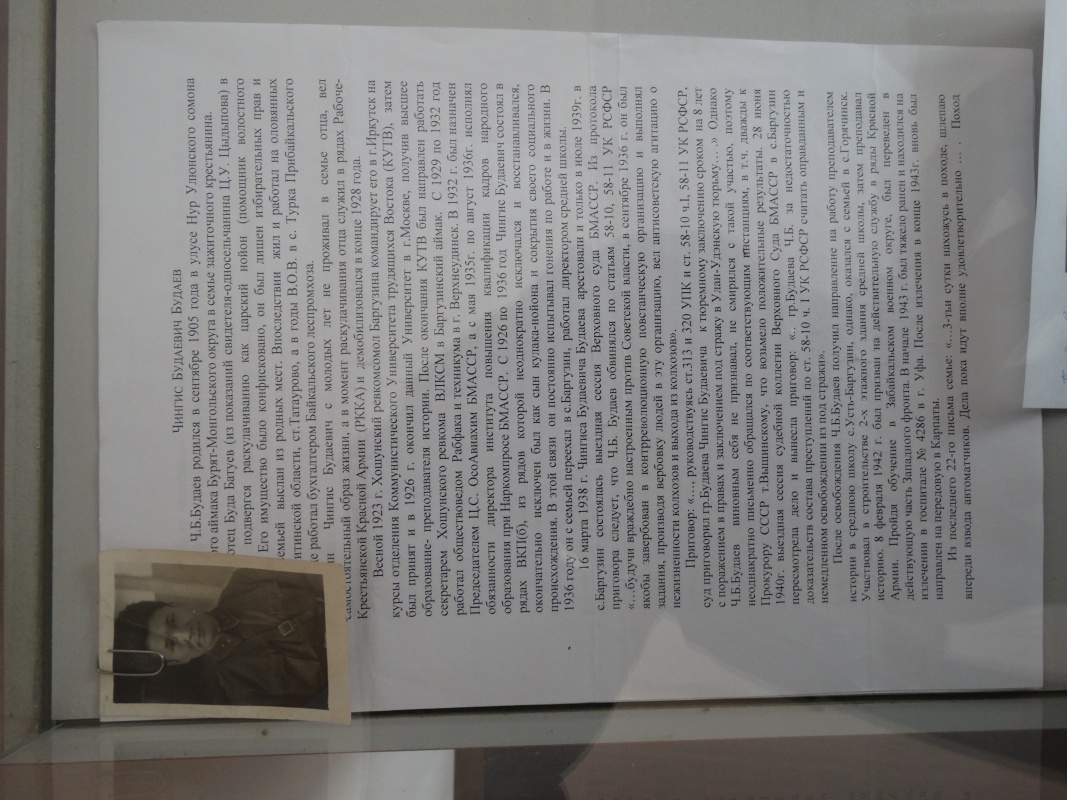 ЧИНГИС БУДАЕВИЧ БУДАЕВ
Ч.Б.Будаев родился в сентябре 1905 года в улусе Нур Улюнского сомона
ого аймака Бурят-Монгольского округа в семье зажиточного крестьянина.
отец Буда Батуев (из показаний свидетеля-односельчанина Ц.У. Цыдыпова) в
подвергся раскулачиванию как царский нойон (помощник волостного
Его имущество было конфисковано, он был лишен избирательных прав и
семьей выслан из родных мест. Впоследствии жил и работал на оловянных
итинской области, ст.Татаурово, а в годы В.О.В. в с. Турка Прибайкальского
не работал бухгалтером Байкальского леспромхоза.
Чингис Будаевич с молодых лет не проживал в семье отца, вел
самостоятельный образ жизни, а в момент раскулачивания отца служил в рядах Рабоче-
Крестьянской Красной Армии (РККА) и демобилизовался в конце 1928 года.
Весной 1923 г. Хошунский ревкомсомол Баргузина командирует его в г.Иркутск на
курсы отделения Коммунистического Университета трудящихся Востока (КУТВ), затем
был принят и в 1926 г. окончил данный Университет в г.Москве, получив высшее
образование- преподавателя истории. После окончания КУТВ был направлен работать
секретарем Хошунского ревкома ВЛКСМ в Баргузинский аймак. С 1929 по 1932 год
работал обществоведом Рабфака и техникума в г. Верхнеудинск. В 1932 г. был назначен
Председателем Ц.С. ОсоАвиахим БМАССР, а с мая 1935г. по август 1936г. исполнял
обязанности директора института повышения квалификации кадров народного
образования при Наркомпросе БМАССР. С 1926 по 1936 год Чингис Будаевич состоял в
рядах ВКП(б), из рядов которой неоднократно исключался и восстанавливался,
окончательно исключен был как сын кулака-нойона и сокрытия своего социального
происхождения. В этой связи он постоянно испытывал гонения по работе и в жизни. В
1936 году он с семьей переехал в с.Баргузин, работал директором средней школы.
16 марта 1938 г. Чингиса Будаевича Будаева арестовали и только в июле 1939г. в
с.Баргузин состоялась выездная сессия Верховного суда БМАССР. Из протокола
приговора следует, что Ч.Б. Будаев обвинялся по статьям 58-10, 58-11 УК РСФСР
«…будучи враждебно настроенным против Советской власти, в сентябре 1936 г. он был
якобы завербован в контрреволюционную повстанческую организацию и выполнял
задания, производя вербовку людей в эту организацию, вел антисоветскую агитацию о
нежизненности колхозов и выхода из колхозов».
Приговор: «…, руководствуясь ст.313 и 320 УПК и ст. 58-10 ч.I, 58-11 УК РСФСР,
суд приговорил гр.Будаева Чингис Будаевича к тюремному заключению сроком на 8 лет
с поражением в правах и заключением под стражу в Улан-Удэнскую тюрьму…» Однако
Ч.Б.Будаев виновным себя не признавал, не смирился с такой участью, поэтому
неоднократно письменно обращался по соответствующим инстанциям, в т.ч. дважды к
Прокурору СССР т.Вышинскому, что возымело положительные результаты. 28 июня
1940г. выездная сессия судебной коллегии Верховного Суда БМАССР в с.Баргузин
пересмотрела дело и вынесла приговор: «… гр.Будаева Ч.Б. за недостаточностью
доказательств состава преступлений по ст. 58-10 ч. 1 УК РСФСР считать оправданным и
немедленном освобождении из под стражи».
После освобождения Ч.Б.Будаев получил направление на работу преподавателем
истории в среднюю школу с.Усть-Баргузин, однако, оказался с семьей в с.Горячинск.
Участвовал в строительстве 2-х этажного здания средней школы, затем преподавал
историю. 8 февраля 1942 г. был призван на действительную службу в ряды Красной
Армии. Пройдя обучение в Забайкальском военном округе, был переведен в
действующую часть Западного фронта. В начале 1943 г. был тяжело ранен и находился на
излечении в госпитале № 4286 в г. Уфа. После излечения в конце 1943г. вновь был
направлен на передовую в Карпаты.
Из последнего 22-го письма семье: «…3-тьи сутки нахожусь в походе, шлепаю
впереди взвода автоматчиков. Дела пока идут вполне удовлетворительно … . Поход